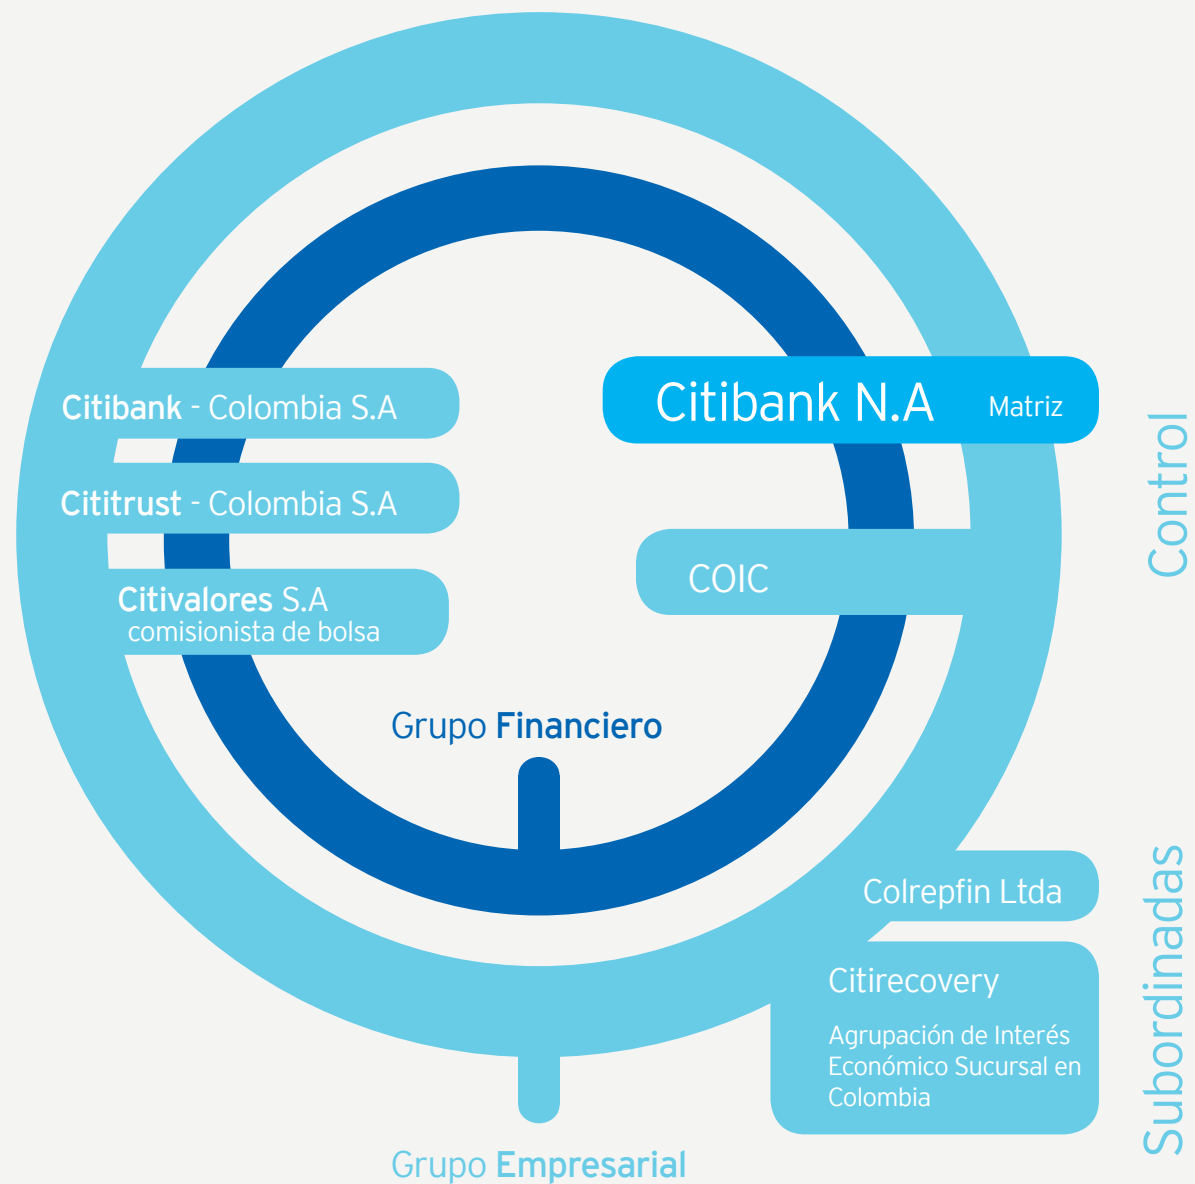 Citibank - Colombia S.A
Cititrust - Colombia S.A
Citivalores S.A
comisionista de bolsa
Citibank N.A Matriz
COIC
Control
Grupo Financiero
Colrepfin Ltda
Citirecovery
Agrupación de Interés
Económico Sucursal en
Colombia
Subordinadas
Grupo Empresarial